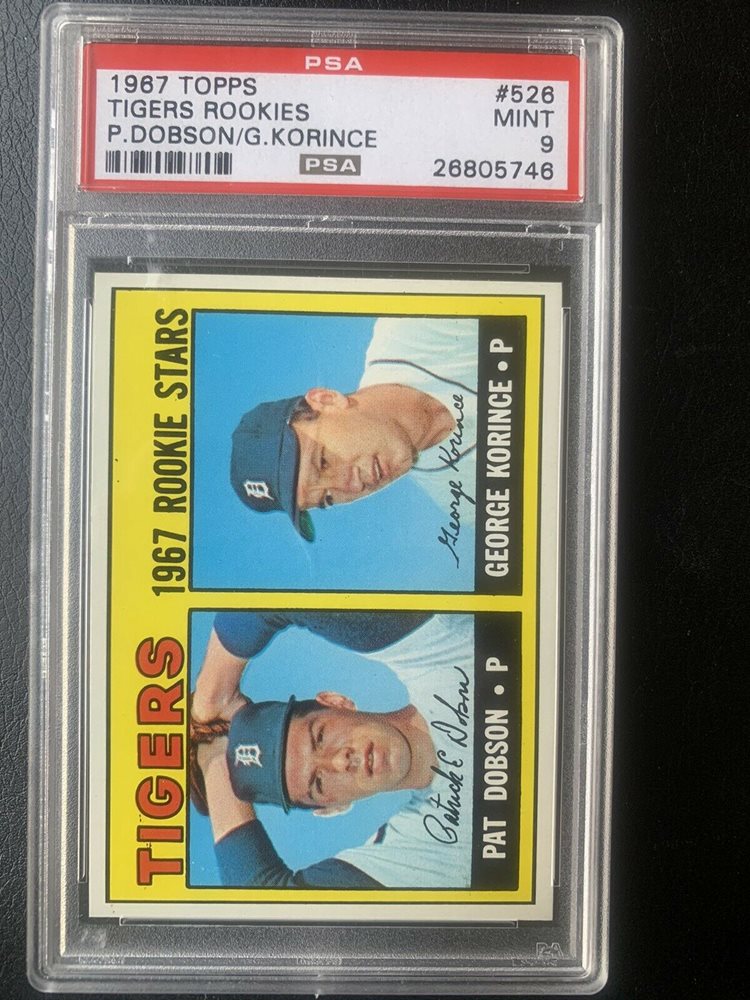 PSA
1967 TOPPS #526
TIGERS ROOKIES MINT
P.DOBSON/G.KORINCE 9
PSA 26805746
TIGERS 1967 ROOKIE STARS
D
Patrick E Dobson
PAT DOBSON • P
D
George Korince
GEORGE KORINCE • P